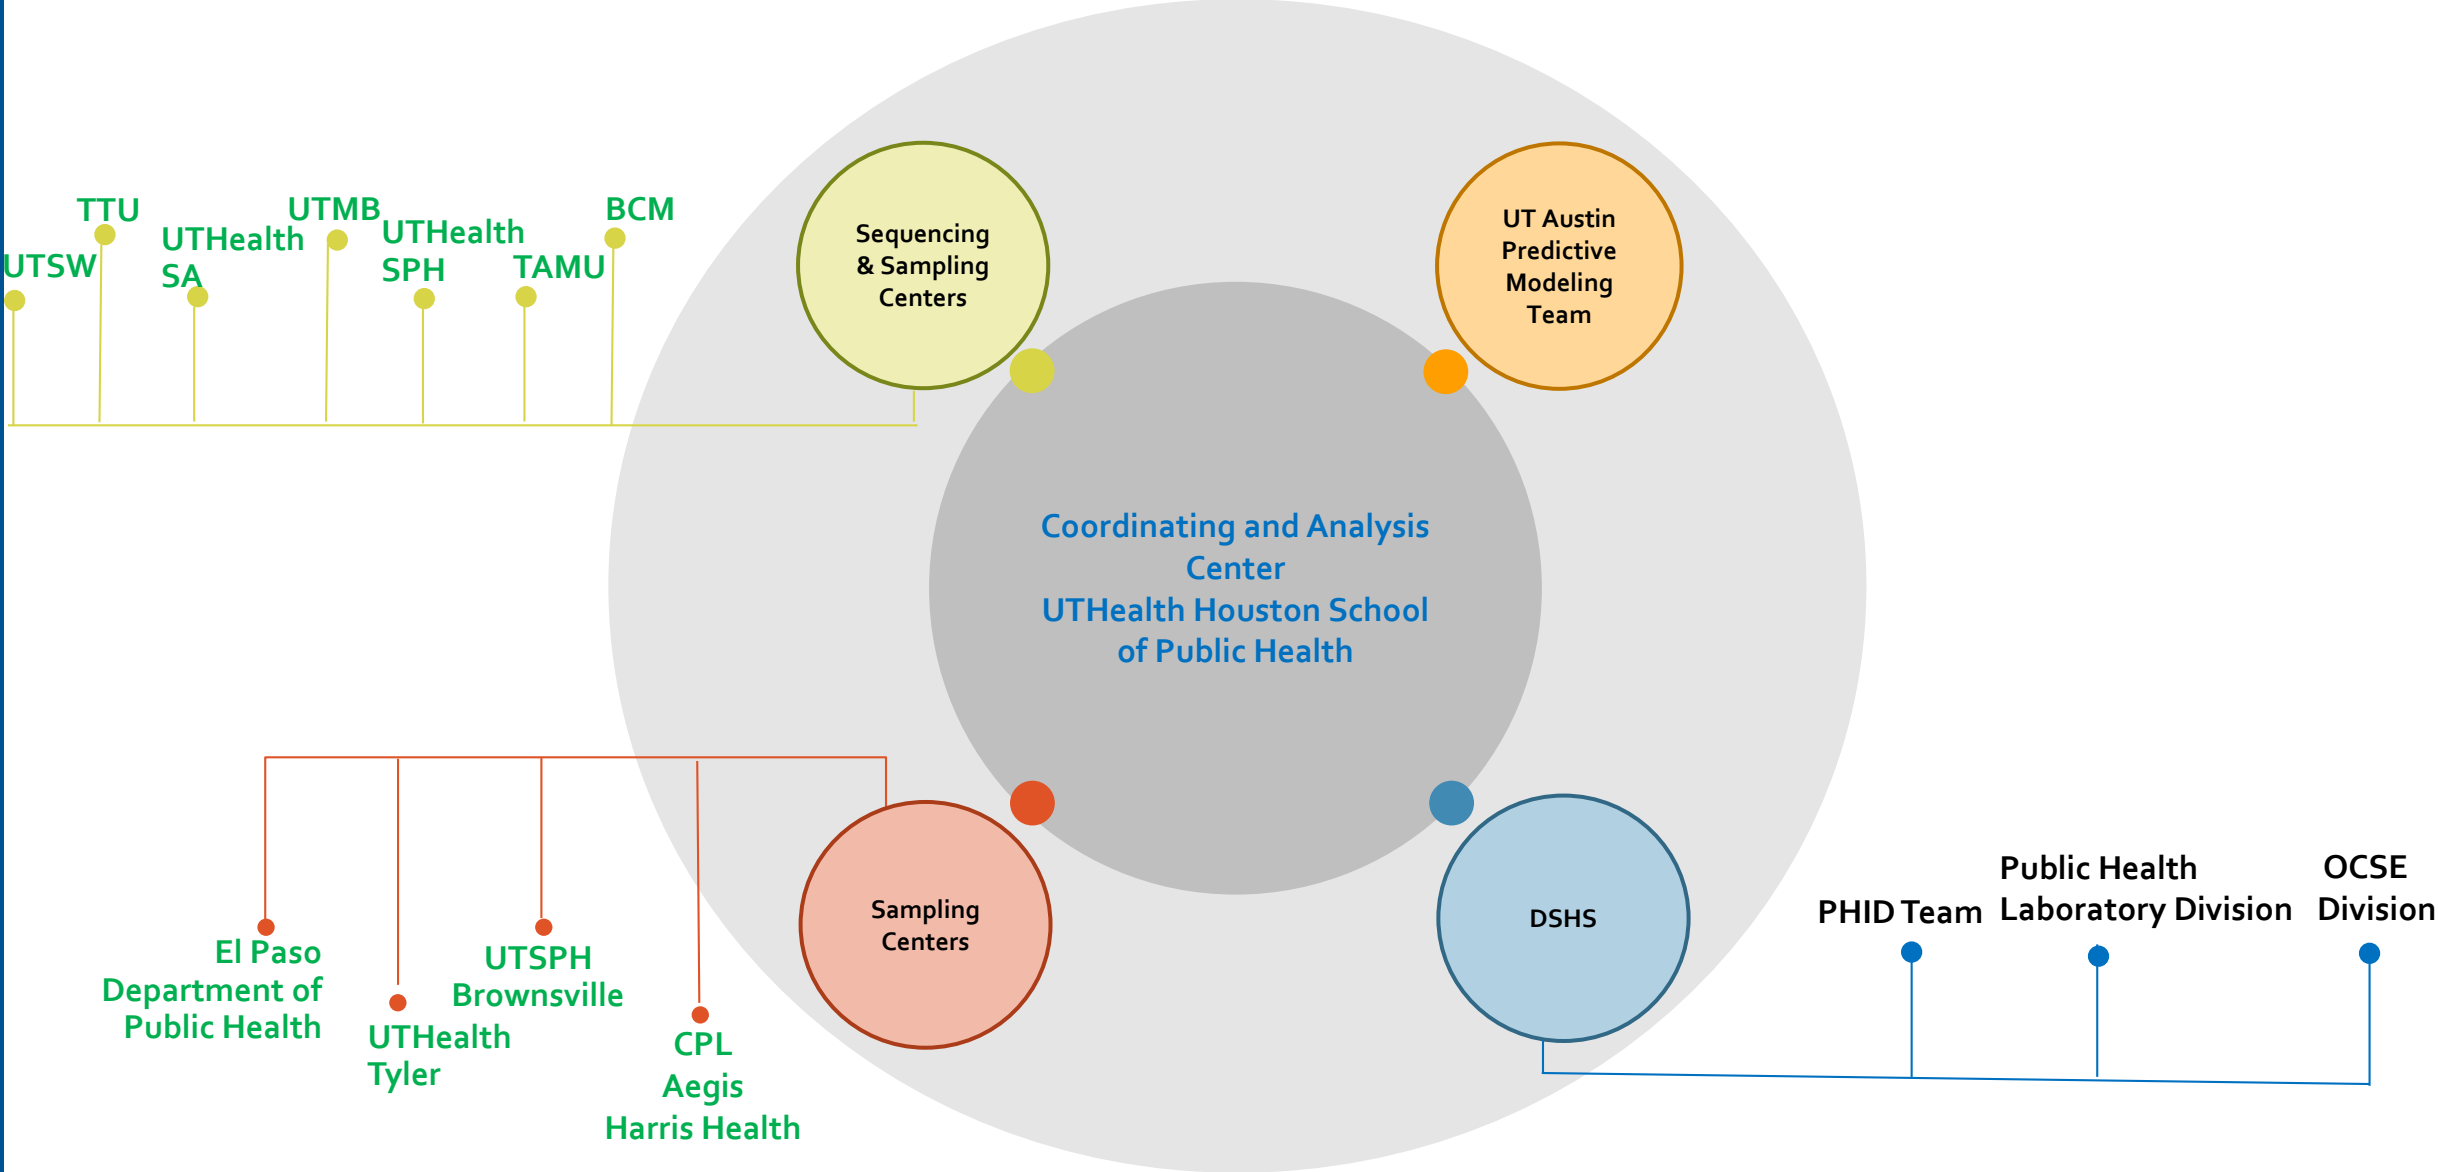 TTU
UTMB
BCM
UTHealth
SA
UTHealth
SPH
UTSW
TAMU
Sequencing
& Sampling
Centers
UT Austin
Predictive
Modeling
Team
Coordinating and Analysis
Center
UTHealth Houston School
of Public Health
Sampling
Centers
DSHS
El Paso
Department of
Public Health
UTHealth
Tyler
UTSPH
Brownsville
CPL
Aegis
Harris Health
PHID Team
Public Health
Laboratory Division
OCSE
Division